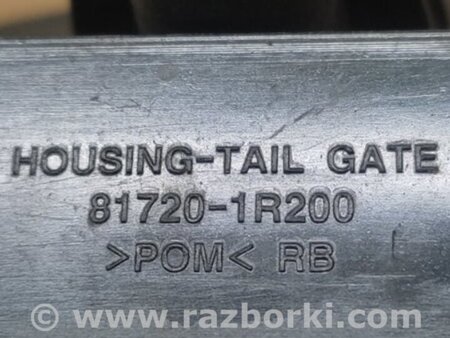 HOUSING-TAIL GATE
81720-1R200
>POM< RB
© www.razborki.com